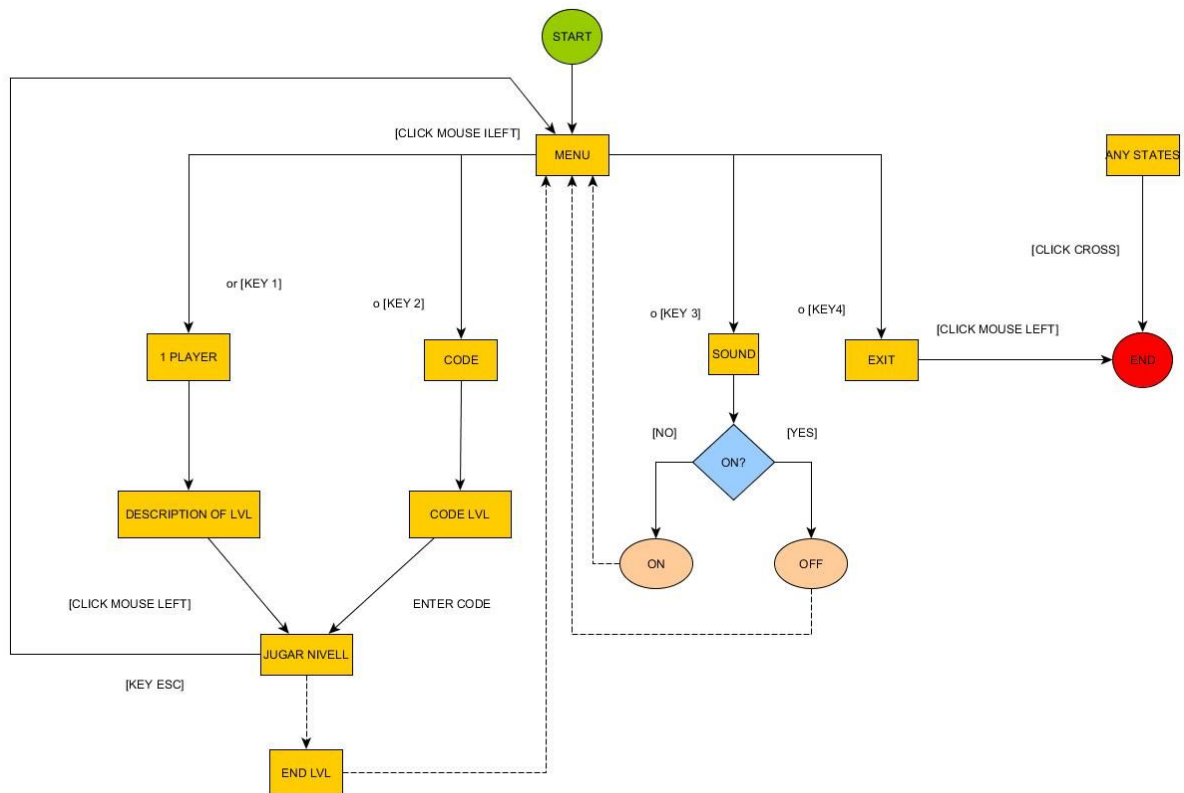 START
[CLICK MOUSE lLEFT]
MENU
ANY STATES
[CLICK CROSS]
or [KEY 1]
o [KEY 2]
o [KEY 3]
o [KEY4]
[CLICK MOUSE LEFT]
1 PLAYER
CODE
SOUND
EXIT
END
[NO]
[YES]
ON?
DESCRIPTION OF LVL
CODE LVL
ON
OFF
[CLICK MOUSE LEFT]
ENTER CODE
JUGAR NIVELL
[KEY ESC]
END LVL